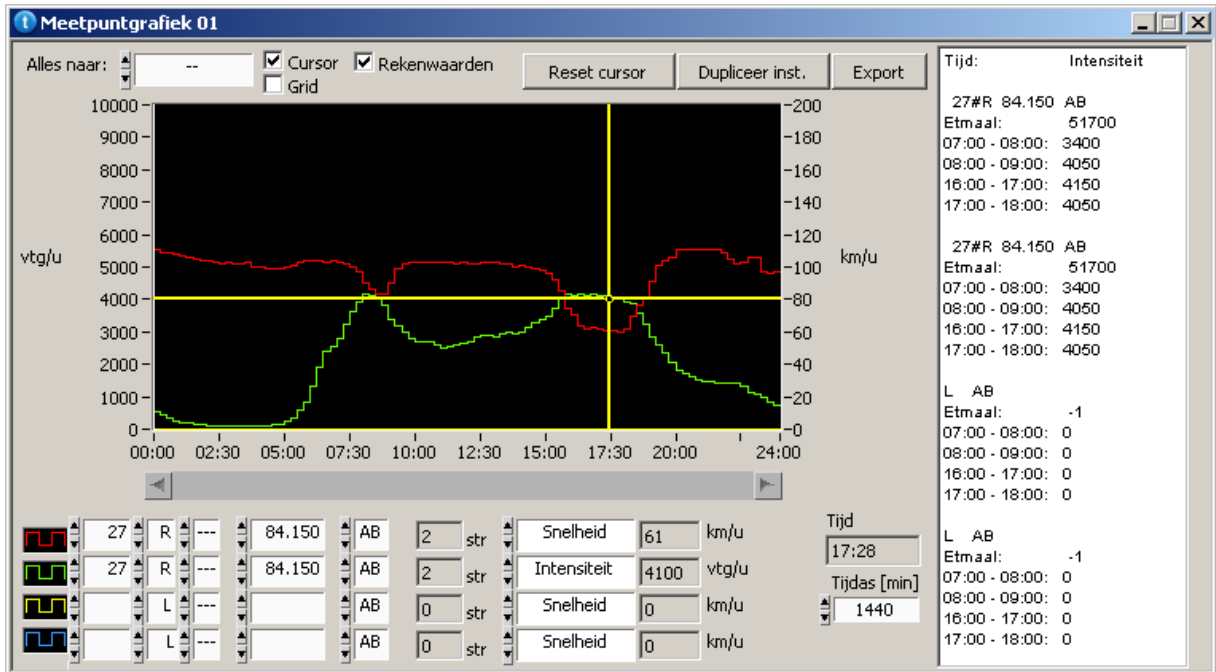 Meetpuntgrafiek 01
Alles naar: -- Cursor Rekenwaarden
Grid
Reset cursor Dupliceer inst. Export
vtg/u
10000
9000
8000
7000
6000
5000
4000
3000
2000
1000
0
200
180
160
140
120
100
80
60
40
20
0
km/u
00:00 02:30 05:00 07:30 10:00 12:30 15:00 17:30 20:00 24:00
27 R --- 84.150 AB 2 str Snelheid 61 km/u
27 R --- 84.150 AB 2 str Intensiteit 4100 vtg/u
L --- AB 0 str Snelheid 0 km/u
L --- AB 0 str Snelheid 0 km/u
Tijd
17:28
Tijdas [min]
1440
Tijd: Intensiteit
27#R 84.150 AB
Etmaal: 51700
07:00 - 08:00: 3400
08:00 - 09:00: 4050
16:00 - 17:00: 4150
17:00 - 18:00: 4050
27#R 84.150 AB
Etmaal: 51700
07:00 - 08:00: 3400
08:00 - 09:00: 4050
16:00 - 17:00: 4150
17:00 - 18:00: 4050
L AB
Etmaal: -1
07:00 - 08:00: 0
08:00 - 09:00: 0
16:00 - 17:00: 0
17:00 - 18:00: 0
L AB
Etmaal: -1
07:00 - 08:00: 0
08:00 - 09:00: 0
16:00 - 17:00: 0
17:00 - 18:00: 0